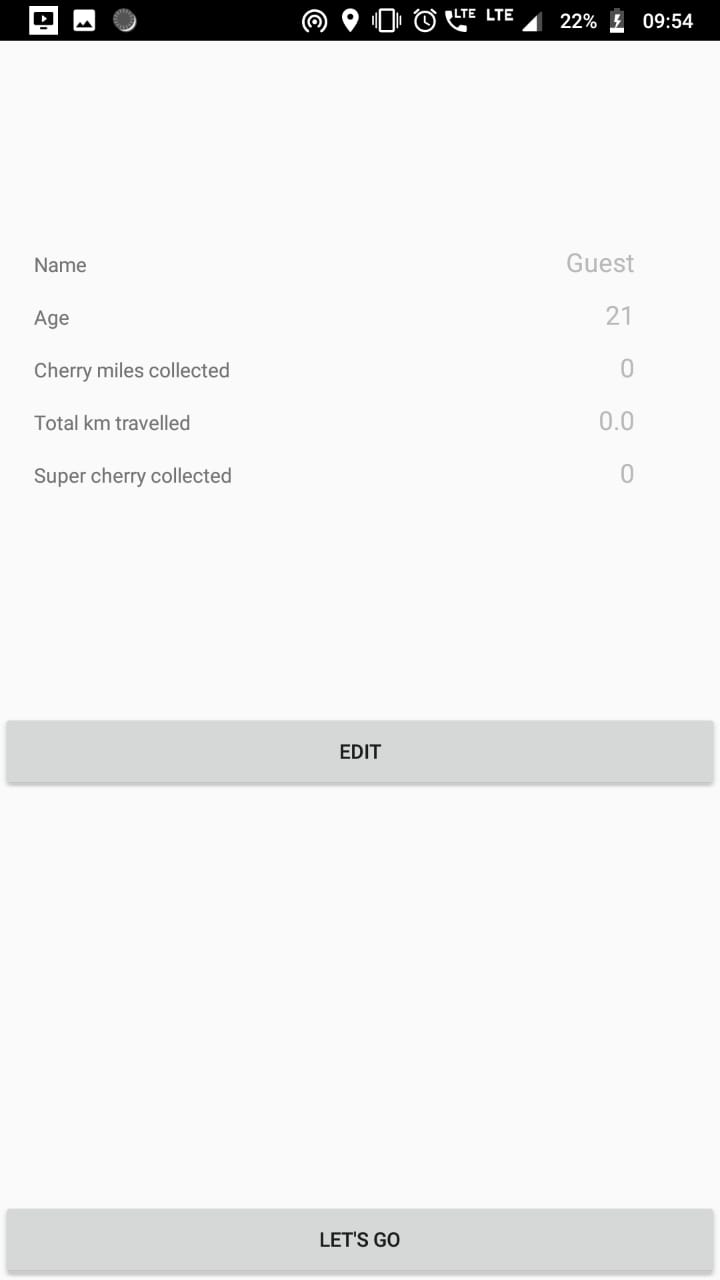 LTE LTE 22% 09:54
Name Guest
Age 21
Cherry miles collected 0
Total km travelled 0.0
Super cherry collected 0
EDIT
LET'S GO